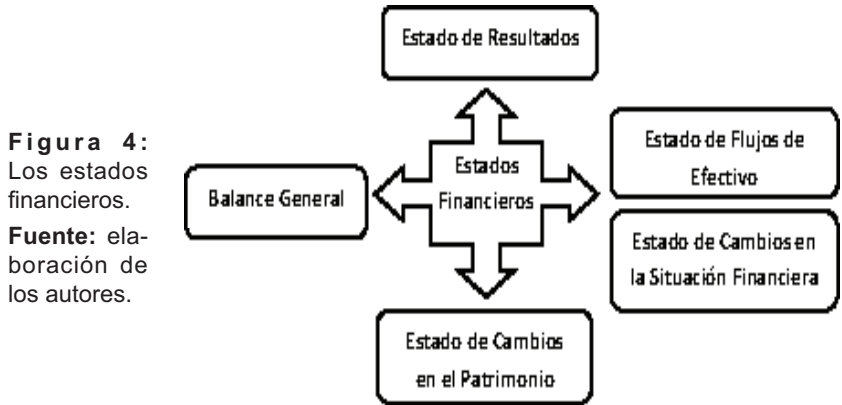 Figura 4:
Los estados
financieros.
Fuente: ela-
boración de
los autores.
Estado de Resultados
Balance General
Estados
Financieros
Estado de Flujos de
Efectivo
Estado de Cambios en
la Situación Financiera
Estado de Cambios
en el Patrimonio